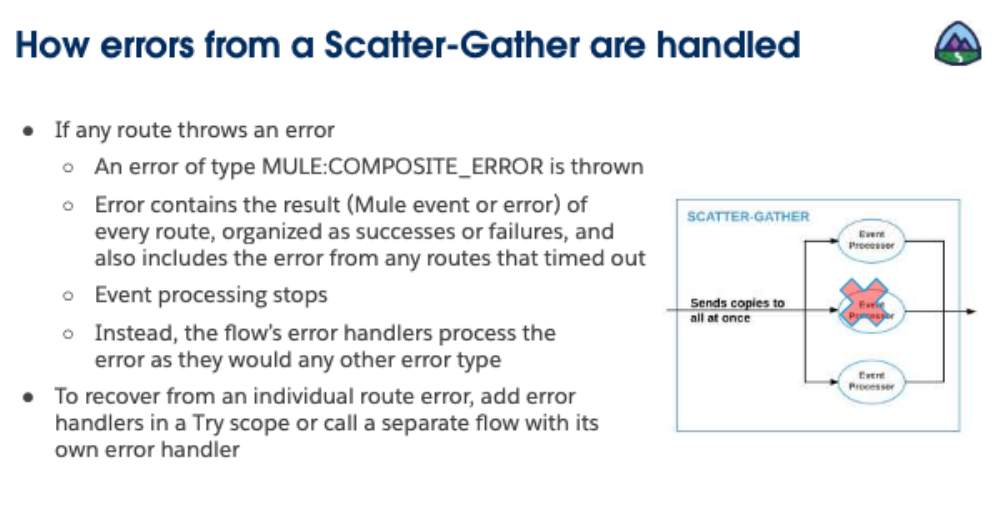 How errors from a Scatter-Gather are handled
● If any route throws an error
○ An error of type MULE:COMPOSITE_ERROR is thrown
○ Error contains the result (Mule event or error) of
every route, organized as successes or failures, and
also includes the error from any routes that timed out
○ Event processing stops
○ Instead, the flow's error handlers process the
error as they would any other error type
● To recover from an individual route error, add error
handlers in a Try scope or call a separate flow with its
own error handler
SCATTER-GATHER
Sends copies to
all at once
Event
Processor
Event
Processor
Event
Processor